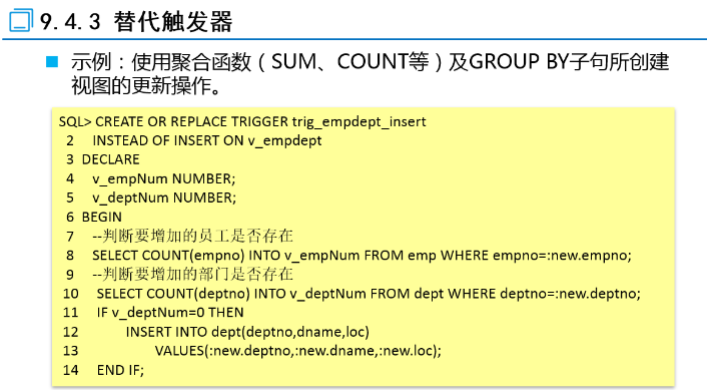 9.4.3 替代触发器
示例：使用聚合函数（SUM、COUNT等）及GROUP BY子句所创建
视图的更新操作。
SQL> CREATE OR REPLACE TRIGGER trig_empdept_insert
2 INSTEAD OF INSERT ON v_empdept
3 DECLARE
4 v_empNum NUMBER;
5 v_deptNum NUMBER;
6 BEGIN
7 --判断要增加的员工是否存在
8 SELECT COUNT(empno) INTO v_empNum FROM emp WHERE empno=:new.empno;
9 --判断要增加的部门是否存在
10 SELECT COUNT(deptno) INTO v_deptNum FROM dept WHERE deptno=:new.deptno;
11 IF v_deptNum=0 THEN
12 INSERT INTO dept(deptno,dname,loc)
13 VALUES(:new.deptno,:new.dname,:new.loc);
14 END IF;